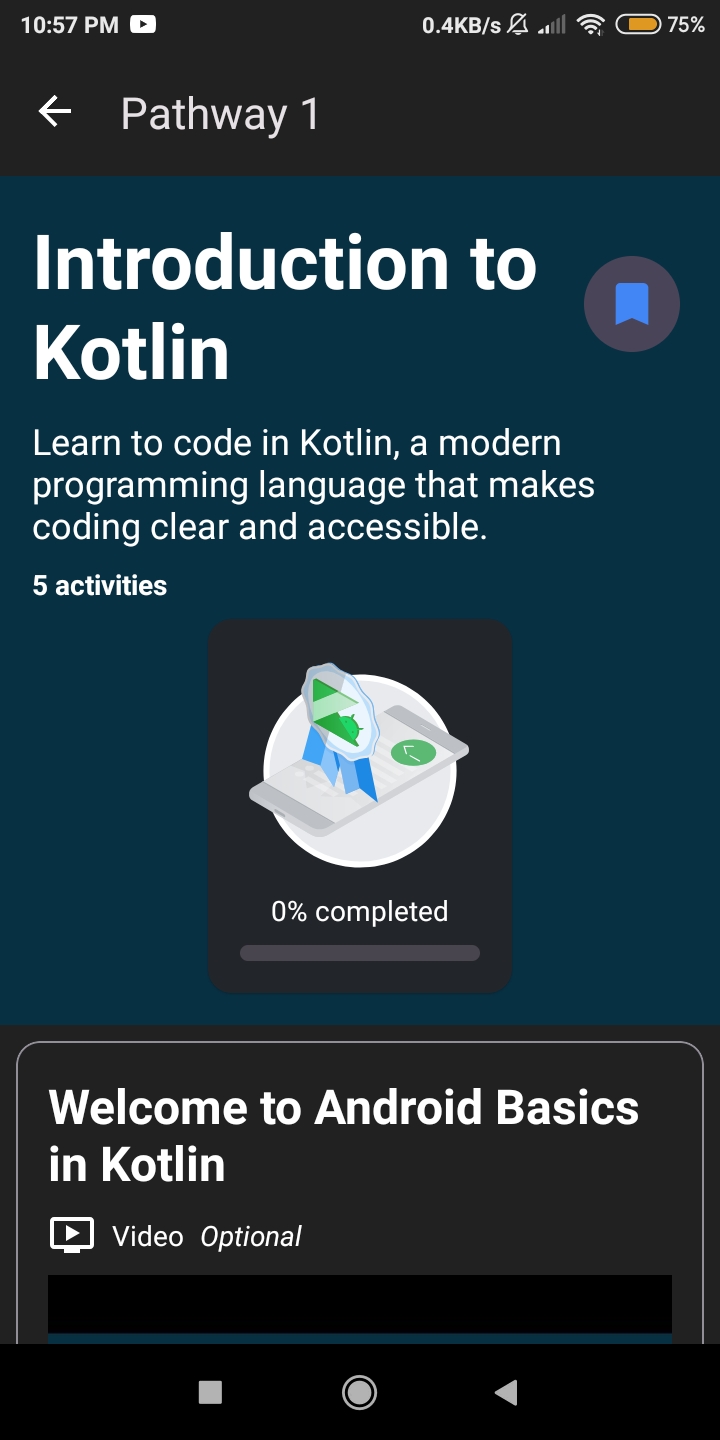 10:57 PM 0.4KB/s 75%
Pathway 1
Introduction to
Kotlin
Learn to code in Kotlin, a modern
programming language that makes
coding clear and accessible.
5 activities
0% completed
Welcome to Android Basics
in Kotlin
Video Optional